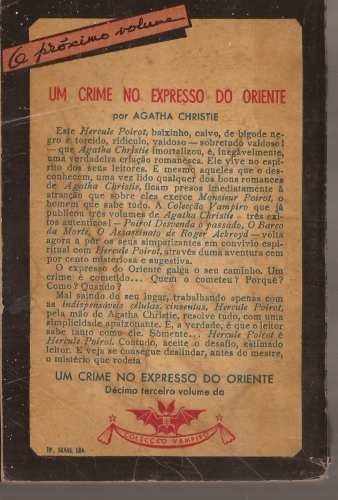 O próximo volume
UM CRIME NO EXPRESSO DO ORIENTE
por AGATHA CHRISTIE
Este Hercule Poirot, baixinho, calvo, de bigode ne-
gro e torcido, ridículo, vaidoso — sobretudo vaidoso!
— que Agatha Christie imortalizou, é, inegàvelmente,
uma verdadeira criação romanesca. Ele vive no espí-
rito dos seus leitores. E mesmo aqueles que o des-
conhecem, uma vez lido qualquer dos bons romances
de Agatha Christie, ficam presos imediatamente à
atracção que sobre eles exerce Monsieur Poirot, o
homem que sabe tudo. A Colecção Vampiro que já
publicou três volumes de Agatha Christie — três êxi-
tos autênticos! — Poirot Desvenda o passado, O Barco
da Morte, O Assassinato de Roger Ackroyd — volta
agora a pôr os seus simpatizantes em convívio espi-
ritual com Hercule Poirot, através duma aventura cem
por cento misteriosa e sugestiva.
O expresso do Oriente galga o seu caminho. Um
crime é cometido... Quem o cometeu? Porquê?
Como? Quando?
Mal saindo do seu lugar, trabalhando apenas com
as indispensáveis células cinzentas, Hercule Poirot,
pela mão de Agatha Christie, resolve tudo, com uma
simplicidade apaixonante. E, a verdade, é que o leitor
sabe tanto como ele. Sòmente... Hercule Poirot é
Hercule Poirot. Contudo, aceite o desafio, estimado
leitor. E veja se consegue deslindar, antes do mestre,
o mistério que rodeia
UM CRIME NO EXPRESSO DO ORIENTE
Décimo terceiro volume da
COLECÇÃO VAMPIRO
TIP. SILVAS, LDA.